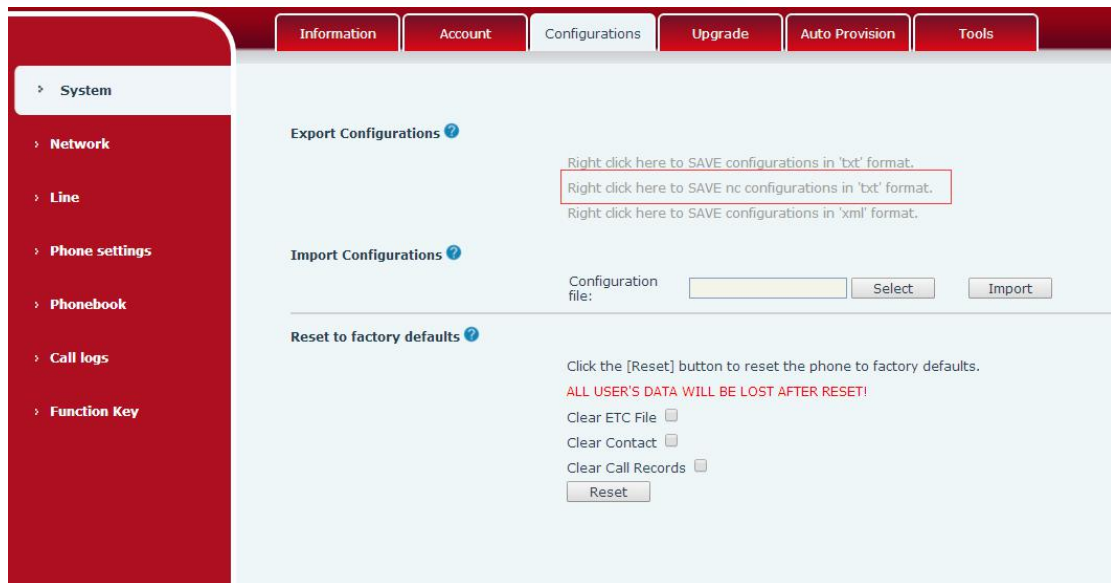 Information
Account
Configurations
Upgrade
Auto Provision
Tools
System
Network
Line
Phone settings
Phonebook
Call logs
Function Key
Export Configurations
Right click here to SAVE configurations in 'txt' format.
Right click here to SAVE nc configurations in 'txt' format.
Right click here to SAVE configurations in 'xml' format.
Import Configurations
Configuration
file:
Select
Import
Reset to factory defaults
Click the [Reset] button to reset the phone to factory defaults.
ALL USER'S DATA WILL BE LOST AFTER RESET!
Clear ETC File
Clear Contact
Clear Call Records
Reset